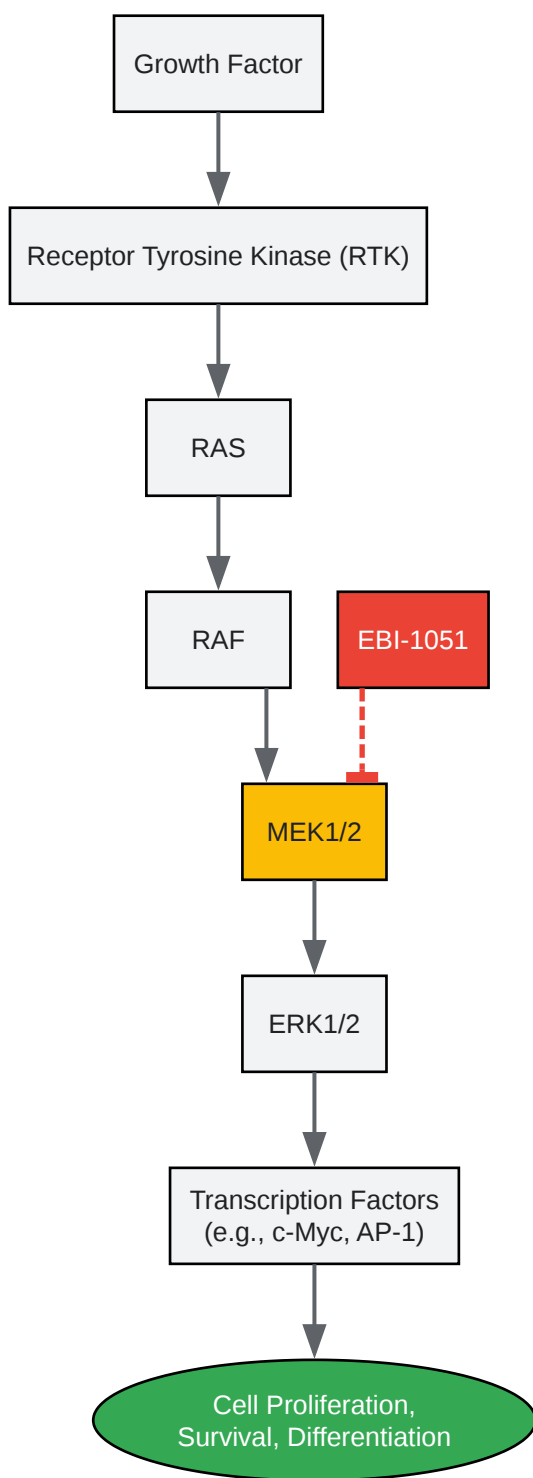 Growth Factor
Receptor Tyrosine Kinase (RTK)
RAS
RAF
EBI-1051
MEK1/2
ERK1/2
Transcription Factors
(e.g., c-Myc, AP-1)
Cell Proliferation,
Survival, Differentiation